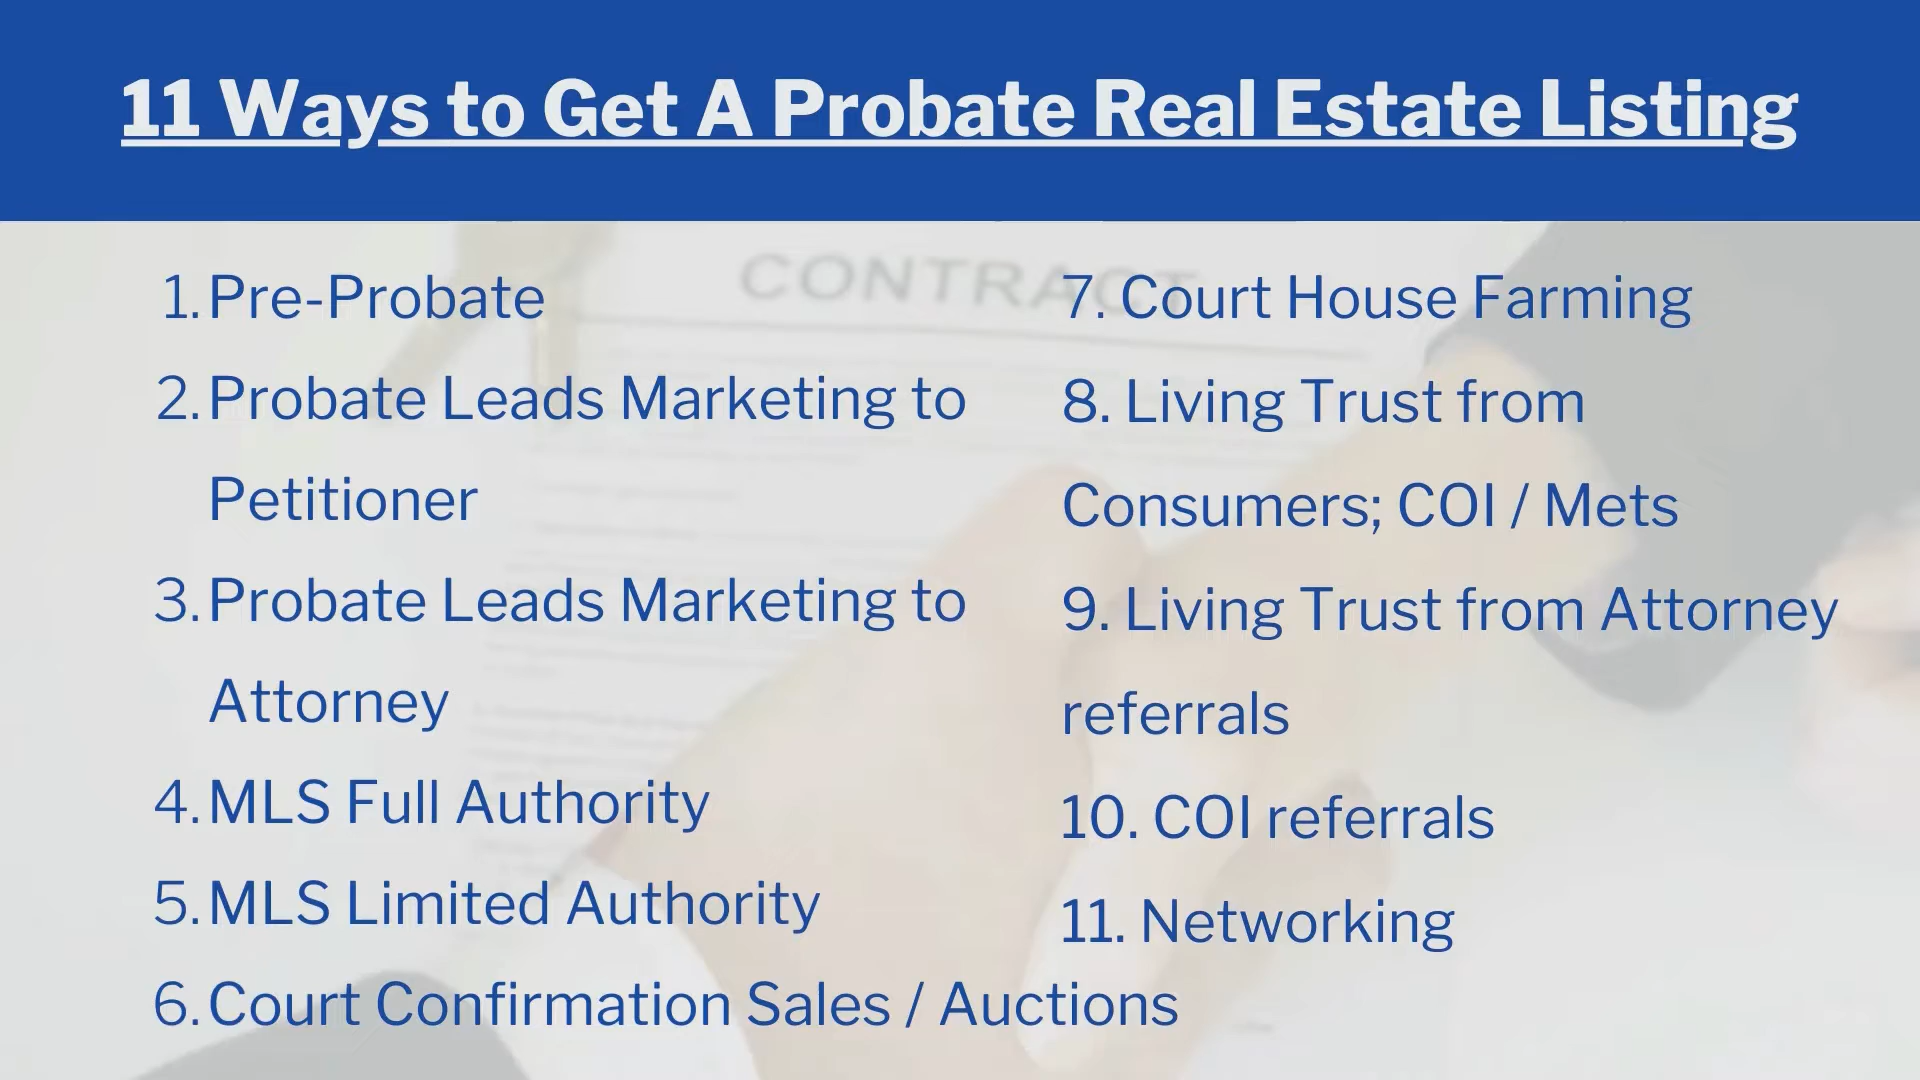 11 Ways to Get A Probate Real Estate Listing
1. Pre-Probate
2. Probate Leads Marketing to
Petitioner
3. Probate Leads Marketing to
Attorney
4. MLS Full Authority
5. MLS Limited Authority
6. Court Confirmation Sales / Auctions
CONTRACT
7. Court House Farming
8. Living Trust from
Consumers; COI / Mets
9. Living Trust from Attorney
referrals
10. COI referrals
11. Networking